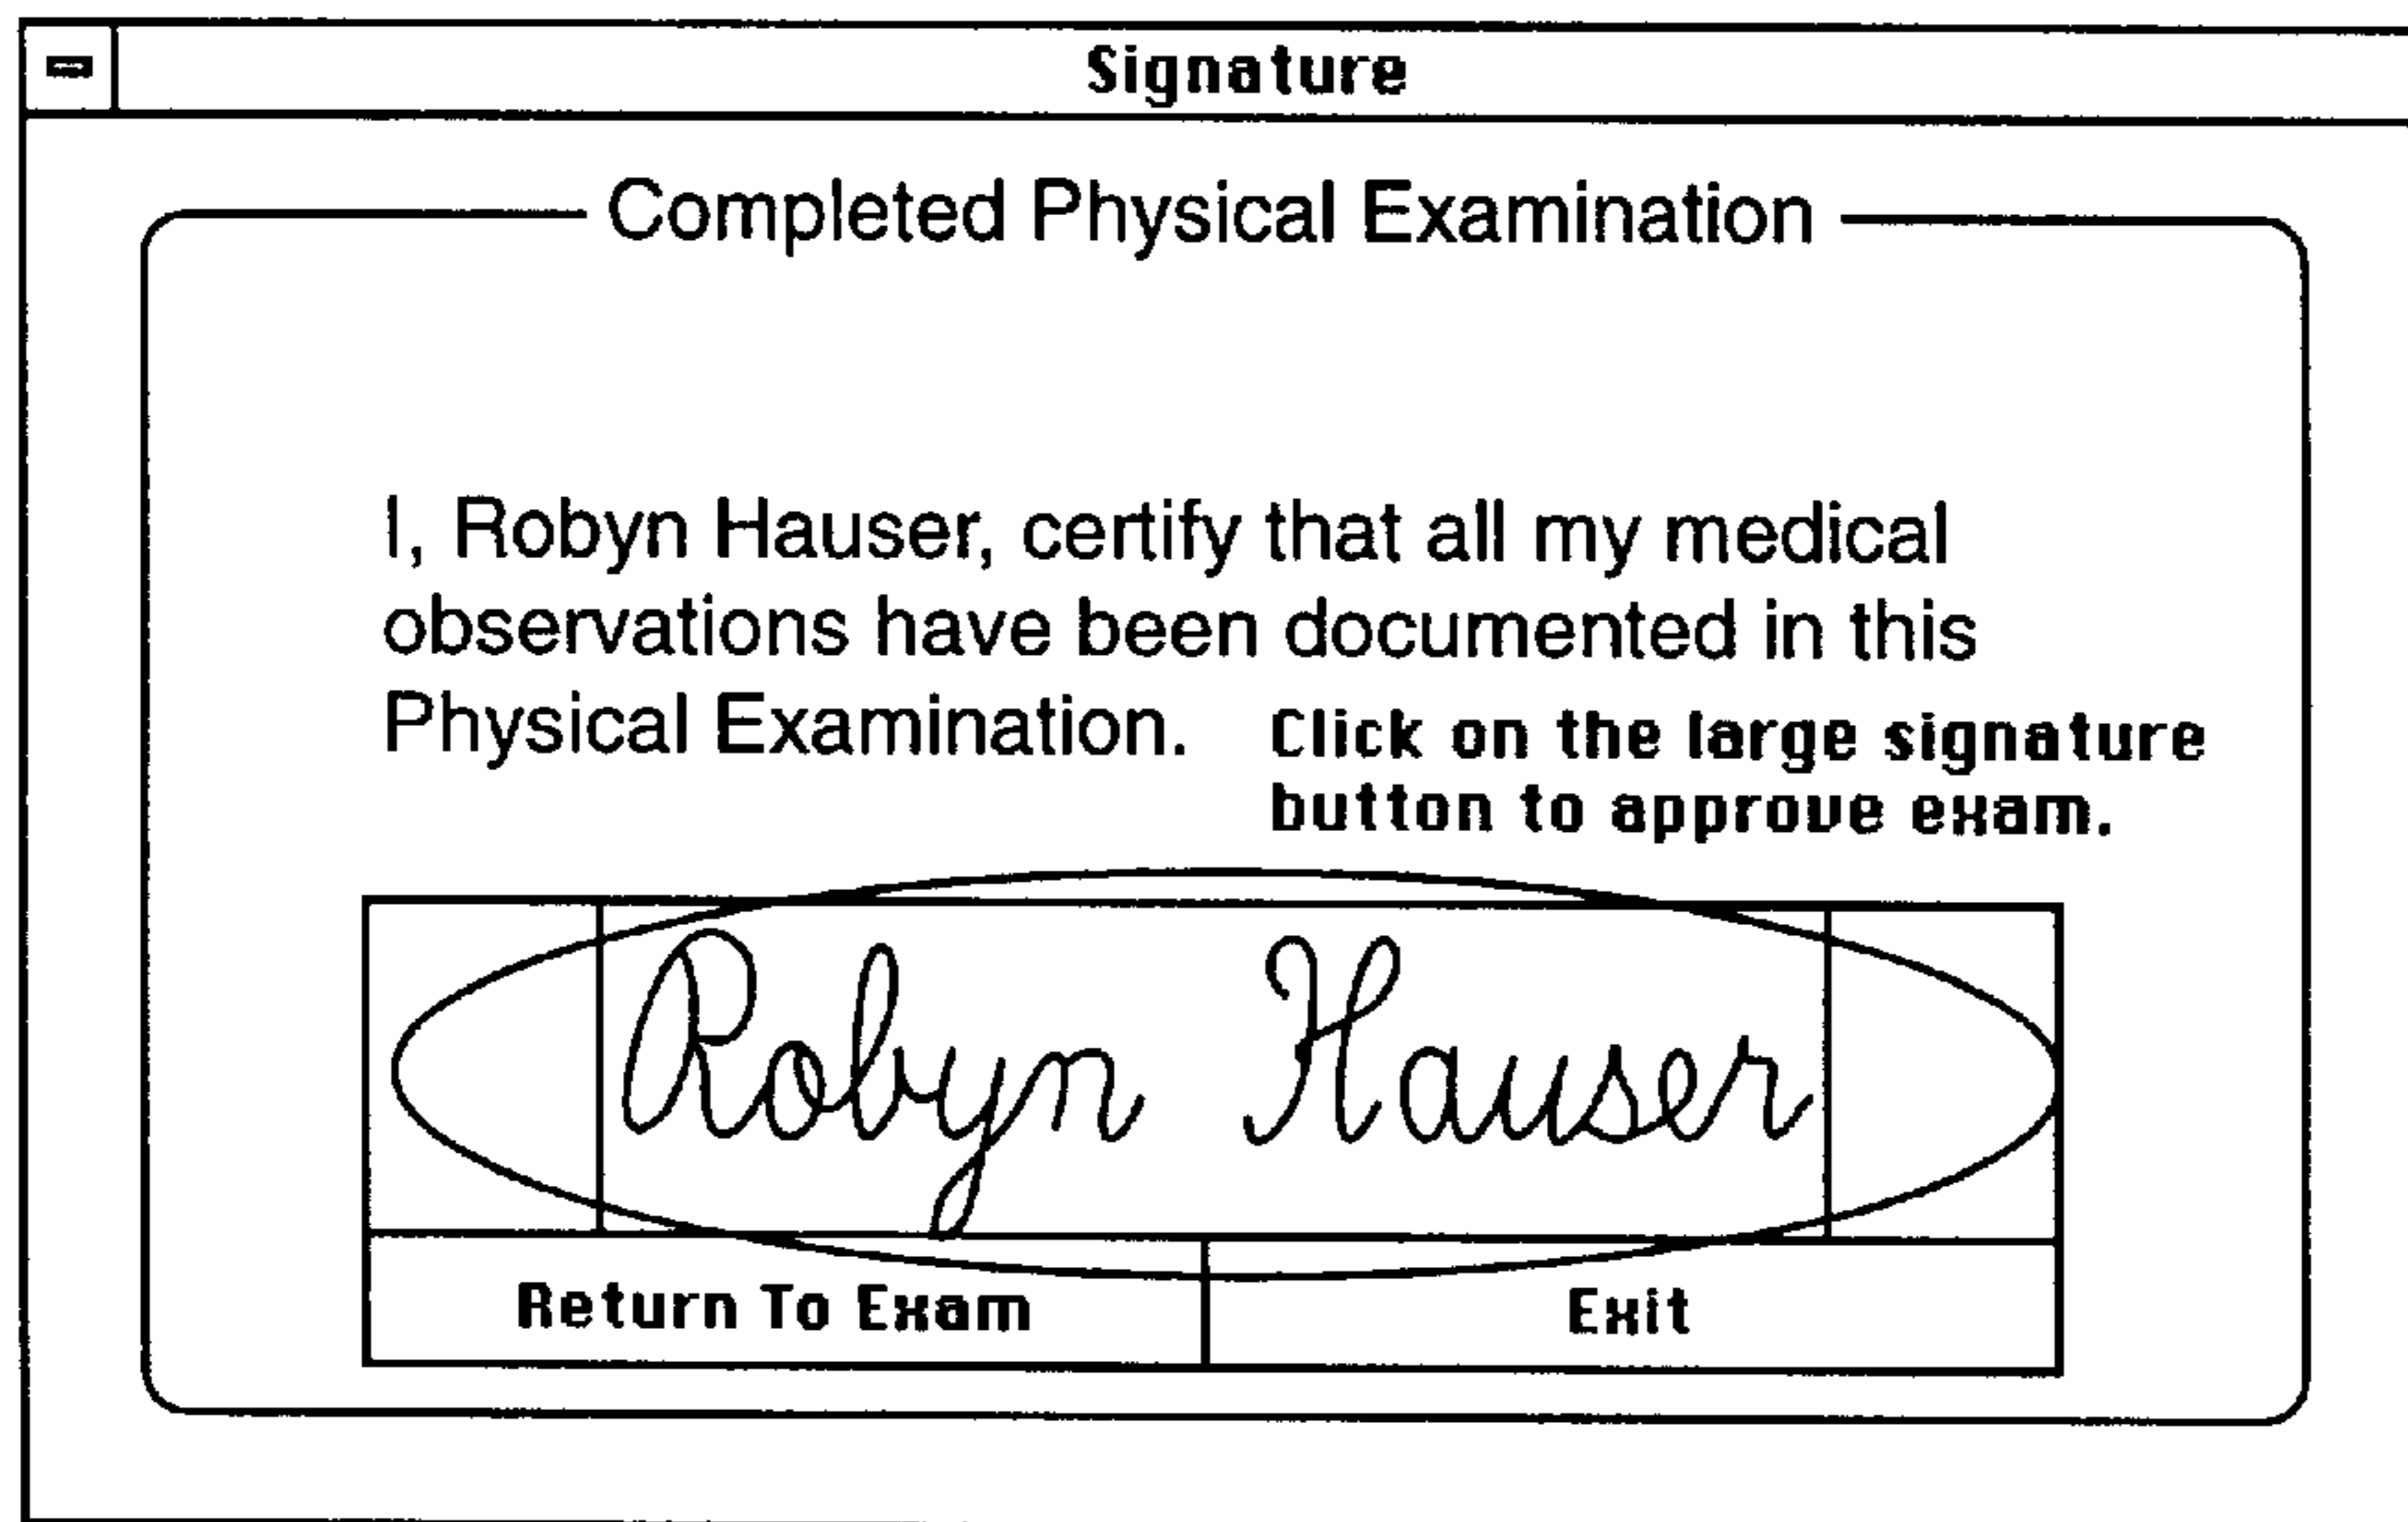 Signature
Completed Physical Examination
I, Robyn Hauser, certify that all my medical
observations have been documented in this
Physical Examination.
Click on the large signature
button to approve exam.
Robyn Hauser
Return To Exam
Exit